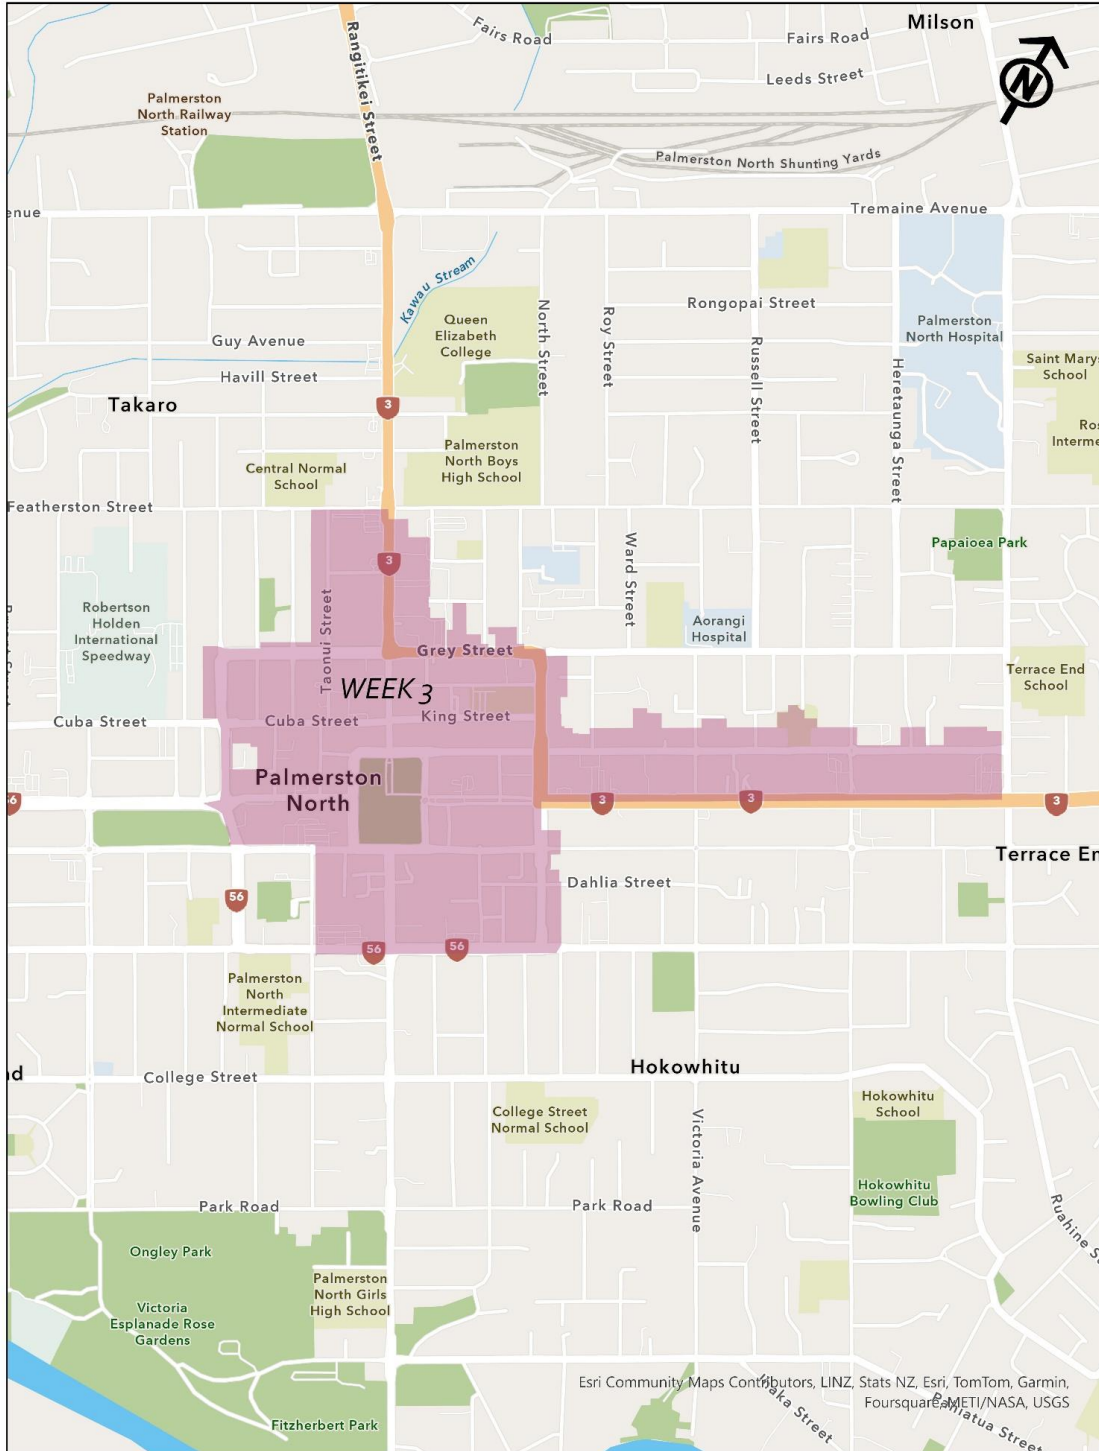 Milson
Fairs Road
Fairs Road
Leeds Street
N
Rangitikei Street
Palmerston
North Railway
Station
Palmerston North Shunting Yards
enue
Tremaine Avenue
Kawau Stream
Rongopai Street
North Street
Roy Street
Queen
Elizabeth
College
Palmerston
North Hospital
Guy Avenue
Russell Street
Saint Marys
School
Havill Street
Heretaunga Street
Takaro
3
Ros
Interme
Palmerston
North Boys
High School
Central Normal
School
Featherston Street
Ward Street
Papaioea Park
3
Taonui Street
Robertson
Holden
International
Speedway
Aorangi
Hospital
Grey Street
Terrace End
School
WEEK 3
Cuba Street
Cuba Street
King Street
Palmerston
North
3
3
3
Terrace En
Dahlia Street
56
56
56
Palmerston
North
Intermediate
Normal School
Hokowhitu
ad
College Street
Hokowhitu
School
College Street
Normal School
Victoria Avenue
Hokowhitu
Bowling Club
Park Road
Park Road
Ruahine S
Ongley Park
Palmerston
North Girls
High School
Victoria
Esplanade Rose
Gardens
Esri Community Maps Contributors, LINZ, Stats NZ, Esri, TomTom, Garmin,
Foursquare, METI/NASA, USGS
Pahiatua Street
Fitzherbert Park